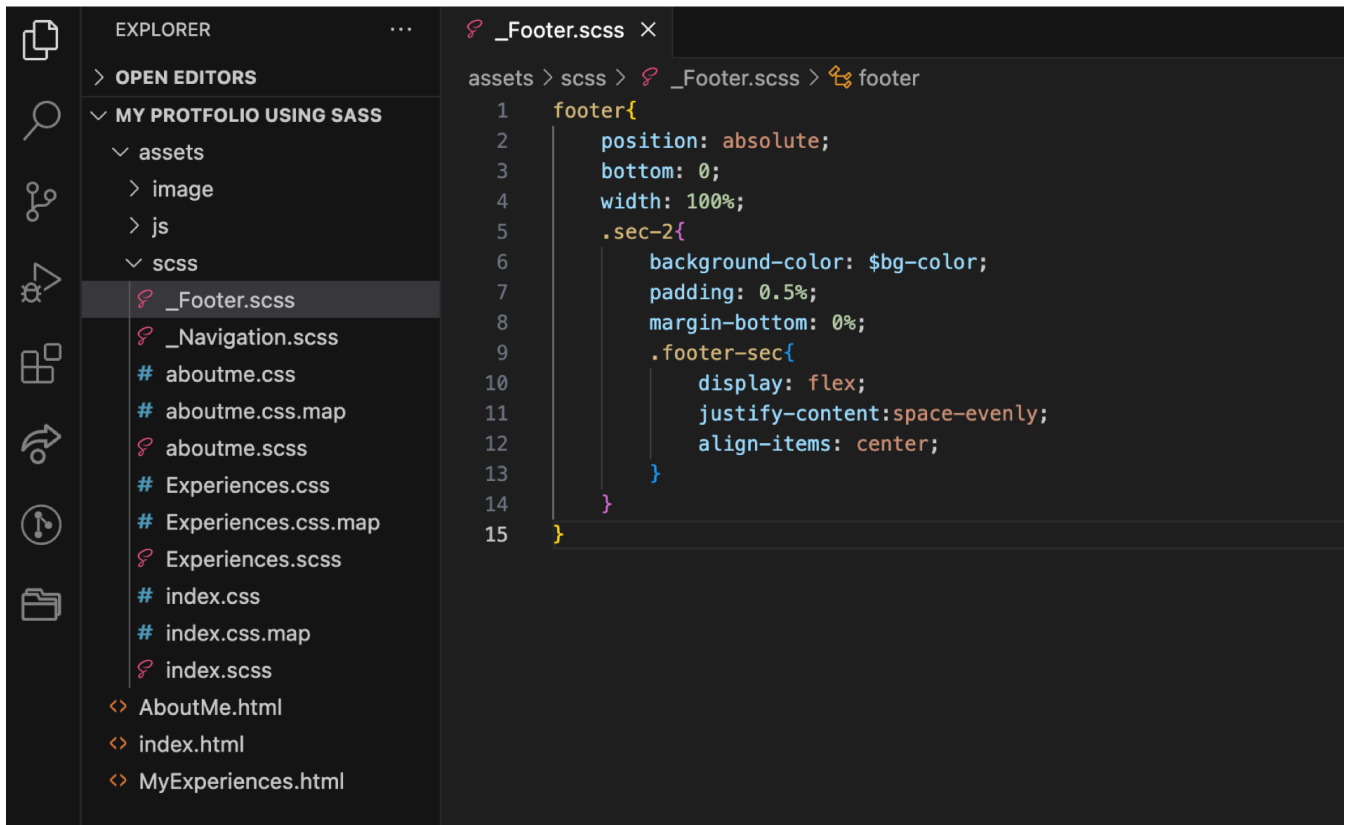 EXPLORER
OPEN EDITORS
MY PROTFOLIO USING SASS
assets
image
js
scss
_Footer.scss
_Navigation.scss
aboutme.css
aboutme.css.map
aboutme.scss
Experiences.css
Experiences.css.map
Experiences.scss
index.css
index.css.map
index.scss
AboutMe.html
index.html
MyExperiences.html
_Footer.scss
assets > scss > _Footer.scss > footer
1 footer{
2     position: absolute;
3     bottom: 0;
4     width: 100%;
5     .sec-2{
6         background-color: $bg-color;
7         padding: 0.5%;
8         margin-bottom: 0%;
9         .footer-sec{
10             display: flex;
11             justify-content:space-evenly;
12             align-items: center;
13         }
14     }
15 }